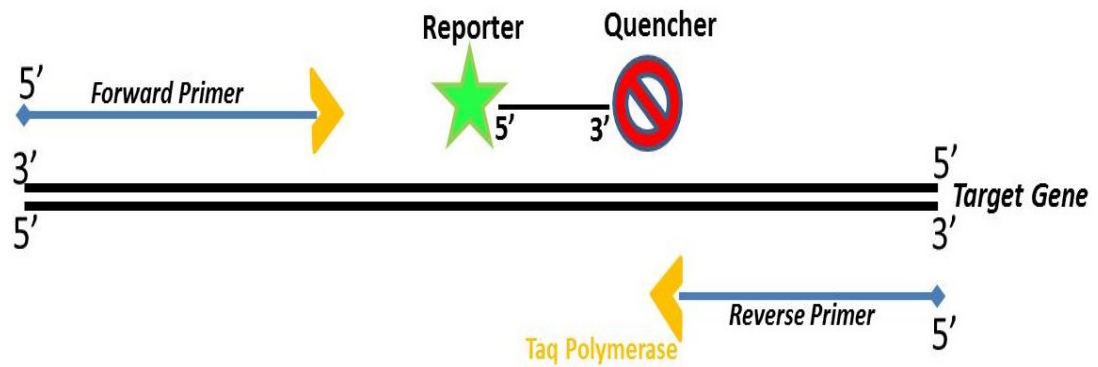 Reporter Quencher
5’ Forward Primer
5’ 3’
3’ 5’
Target Gene
5’ 3’
Reverse Primer
5’
Taq Polymerase